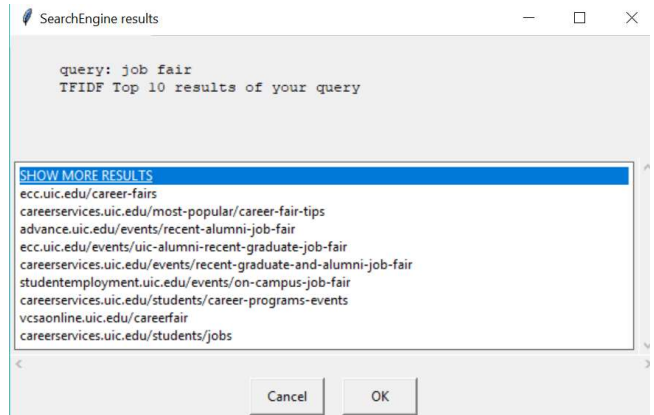 SearchEngine results
query: job fair
TFIDF Top 10 results of your query
SHOW MORE RESULTS
ecc.uic.edu/career-fairs
careerservices.uic.edu/most-popular/career-fair-tips
advance.uic.edu/events/recent-alumni-job-fair
ecc.uic.edu/events/uic-alumni-recent-graduate-job-fair
careerservices.uic.edu/events/recent-graduate-and-alumni-job-fair
studentemployment.uic.edu/events/on-campus-job-fair
careerservices.uic.edu/students/career-programs-events
vcsaonline.uic.edu/careerfair
careerservices.uic.edu/students/jobs
Cancel OK